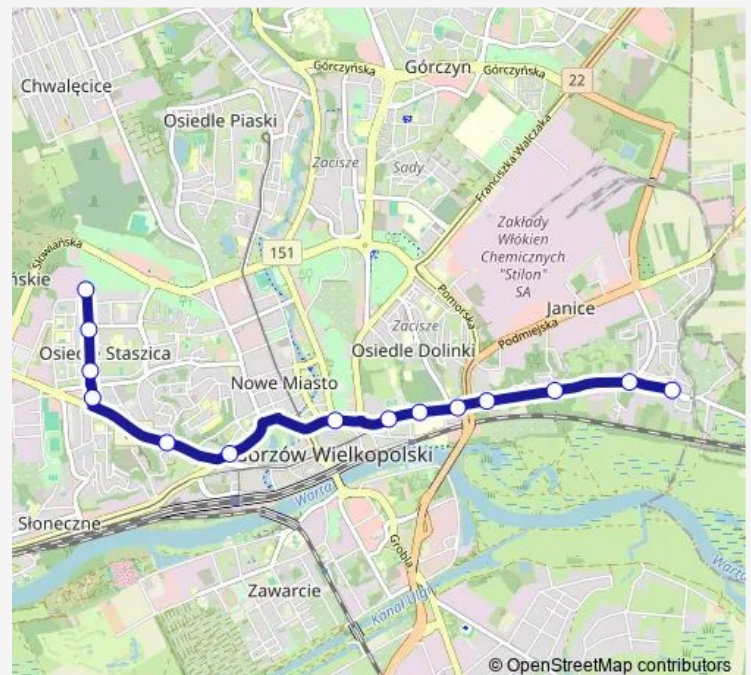 Górczyńska
Górczyn
Górczyńska
22
Chwalęcice
Osiedle Piaski
Zacisze
Sady
Franciszka Walczaka
Zakłady
Włókien
Chemicznych
"Stilon"
SA
Słowiańska
151
ńskie
Pomorska
Janice
Zacisze
Podmiejska
Osiedle Staszica
Osiedle Dolinki
Nowe Miasto
Gorzów Wielkopolski
Warta
Słoneczne
Grobla
Warta
Zawarcie
Kanał Ulgi
© OpenStreetMap contributors